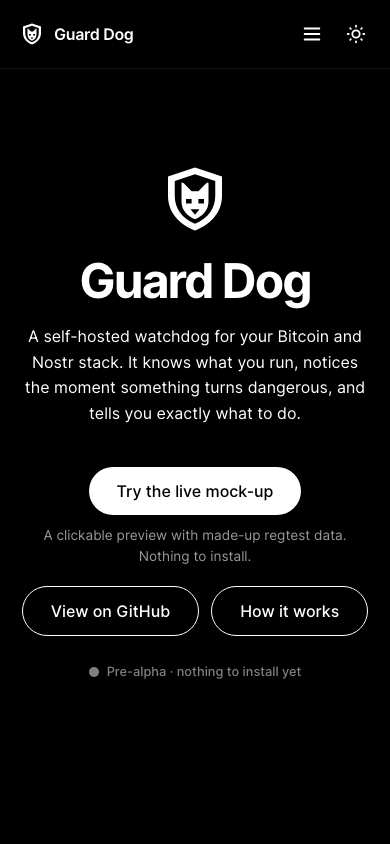 Guard Dog
Guard Dog
A self-hosted watchdog for your Bitcoin and
Nostr stack. It knows what you run, notices
the moment something turns dangerous, and
tells you exactly what to do.
Try the live mock-up
A clickable preview with made-up regtest data.
Nothing to install.
View on GitHub
How it works
Pre-alpha · nothing to install yet